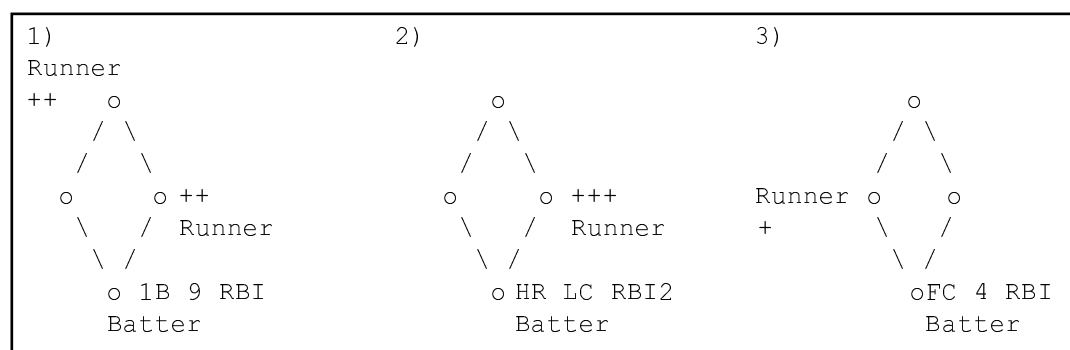 1) 2) 3)
Runner
++ o o o
/ \ / \ / \
/ \ / \ / \
o o ++ o o +++ Runner o o
\ / Runner \ / Runner + \ /
\ / \ / \ /
o 1B 9 RBI o HR LC RBI2 oFC 4 RBI
Batter Batter Batter